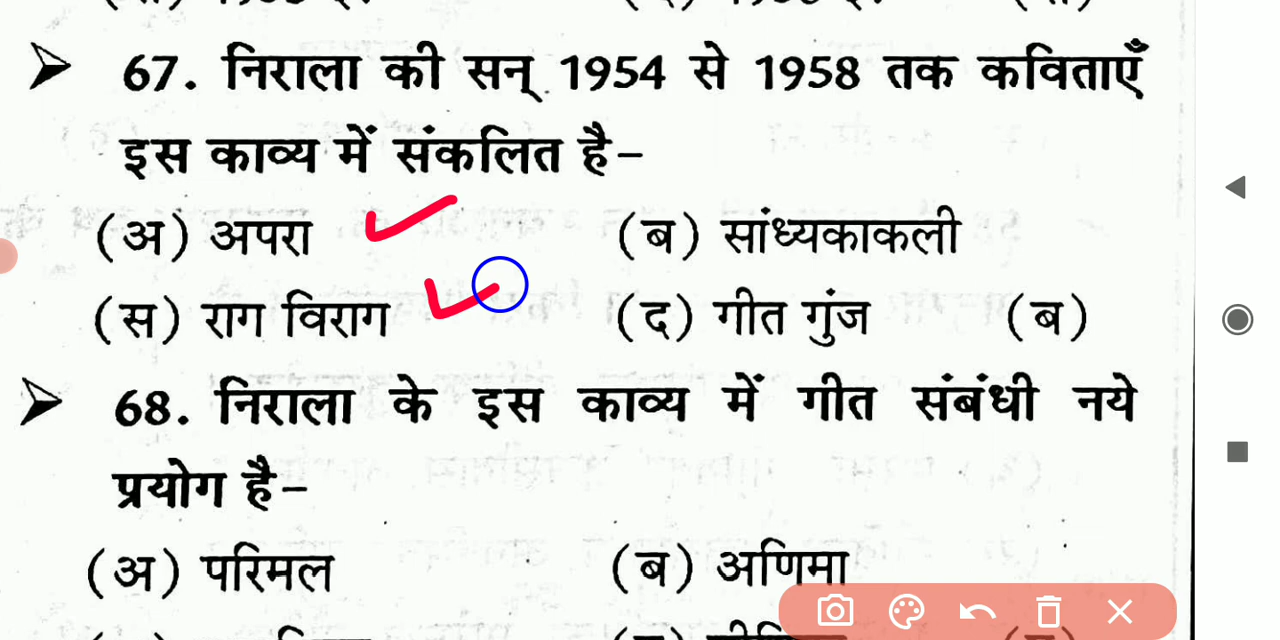 67. निराला की सन् 1954 से 1958 तक कविताएँ
इस काव्य में संकलित है–
(अ) अपरा (ब) सांध्यकाकली
(स) राग विराग (द) गीत गुंज (ब)
68. निराला के इस काव्य में गीत संबंधी नये
प्रयोग है–
(अ) परिमल (ब) अणिमा